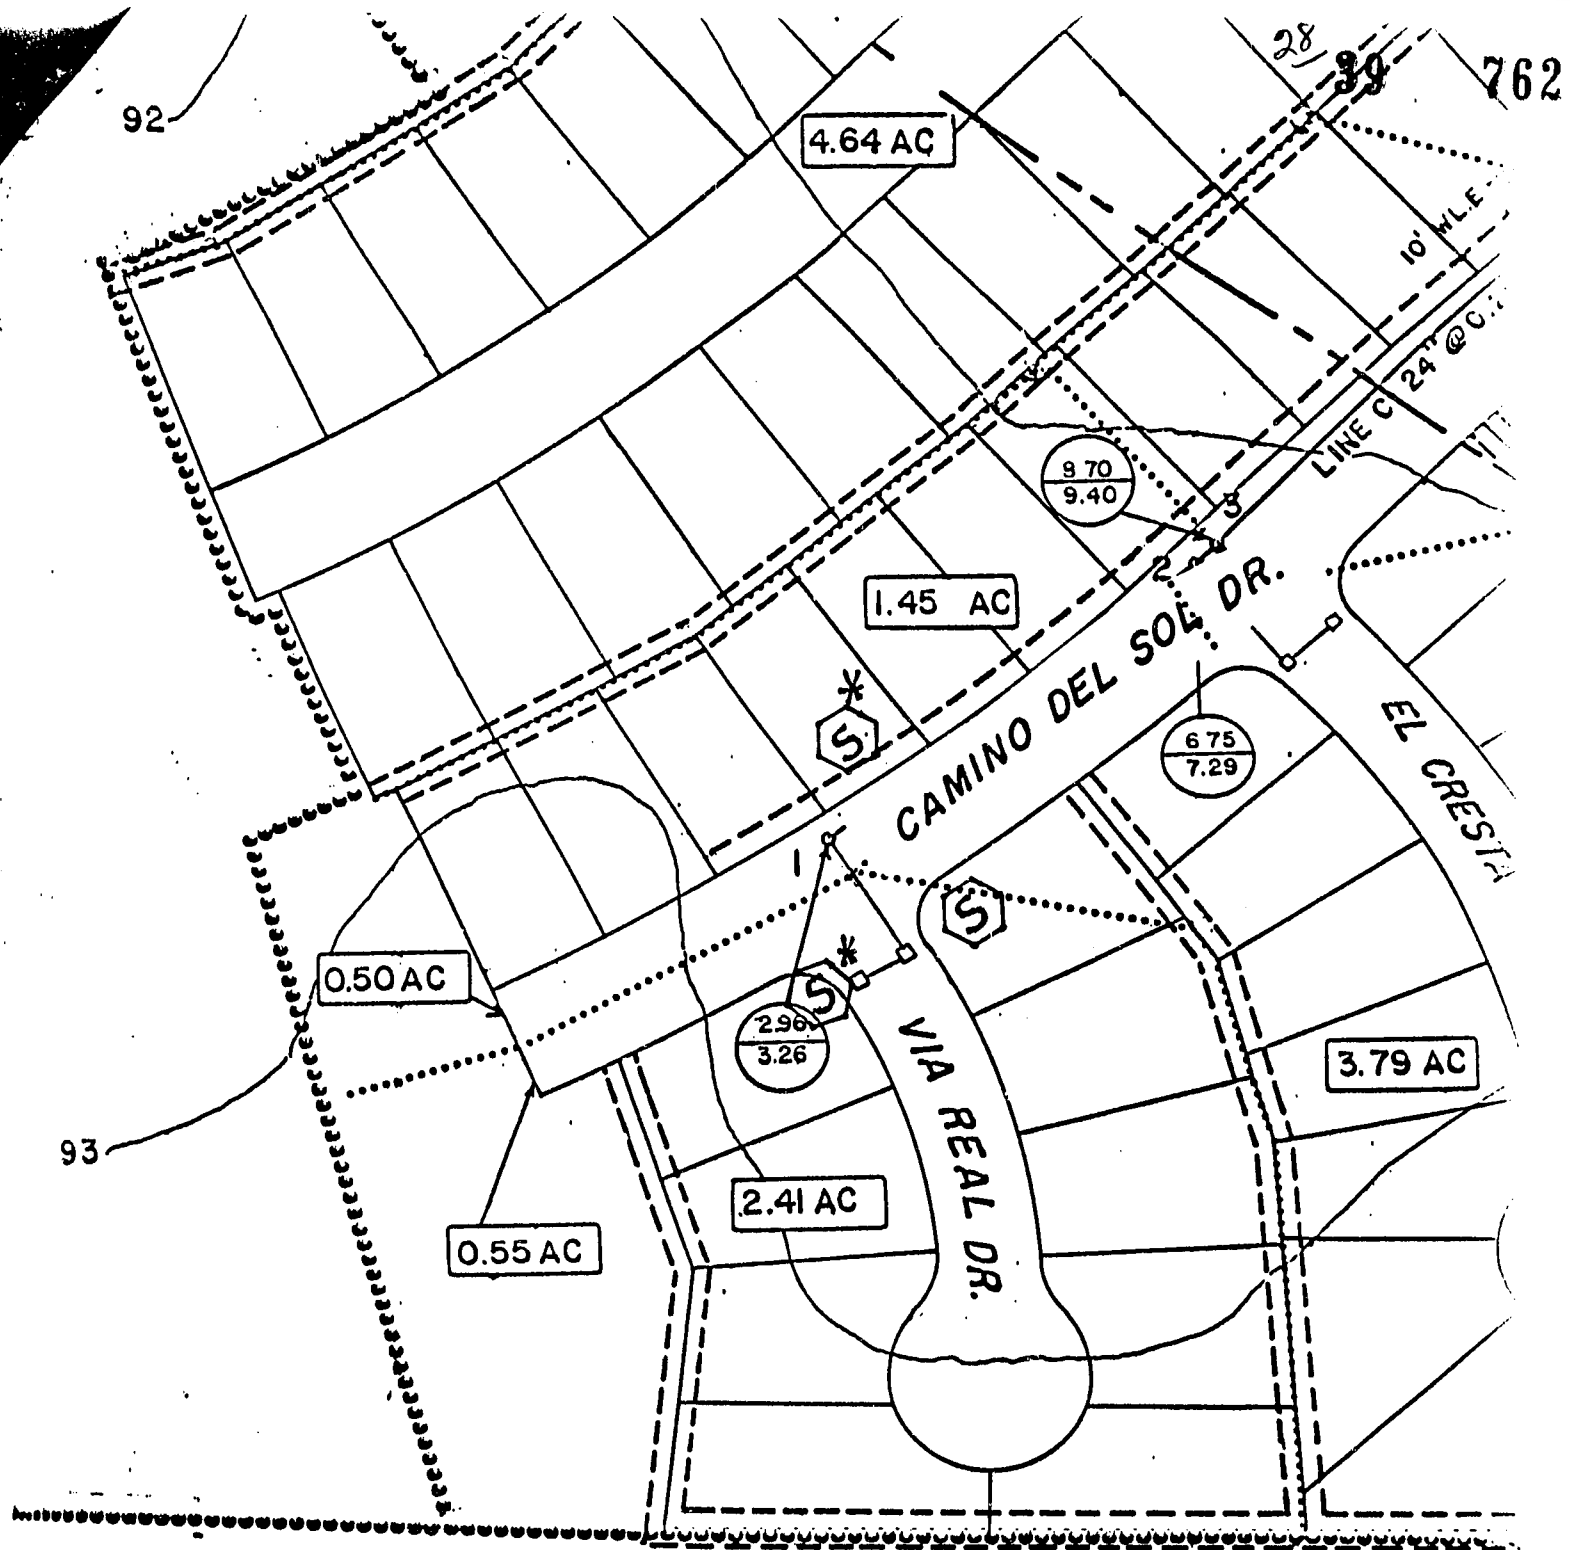 28
39 762
92
4.64 AC
10' W.L.E.
LINE C 24" @ C.
8 70
9.40
3
2
1.45 AC
CAMINO DEL SOL DR.
*
S
6 75
7.29
EL CRESTA
1
S
0.50 AC
*
S
2.96
3.26
VIA REAL DR.
3.79 AC
93
2.41 AC
0.55 AC